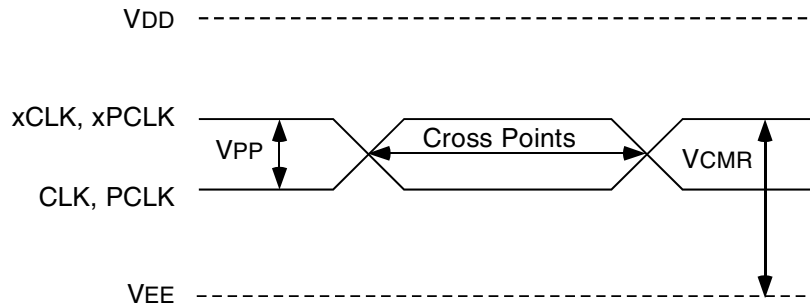 VDD
xCLK, xPCLK
VPP
Cross Points
VCMR
CLK, PCLK
VEE